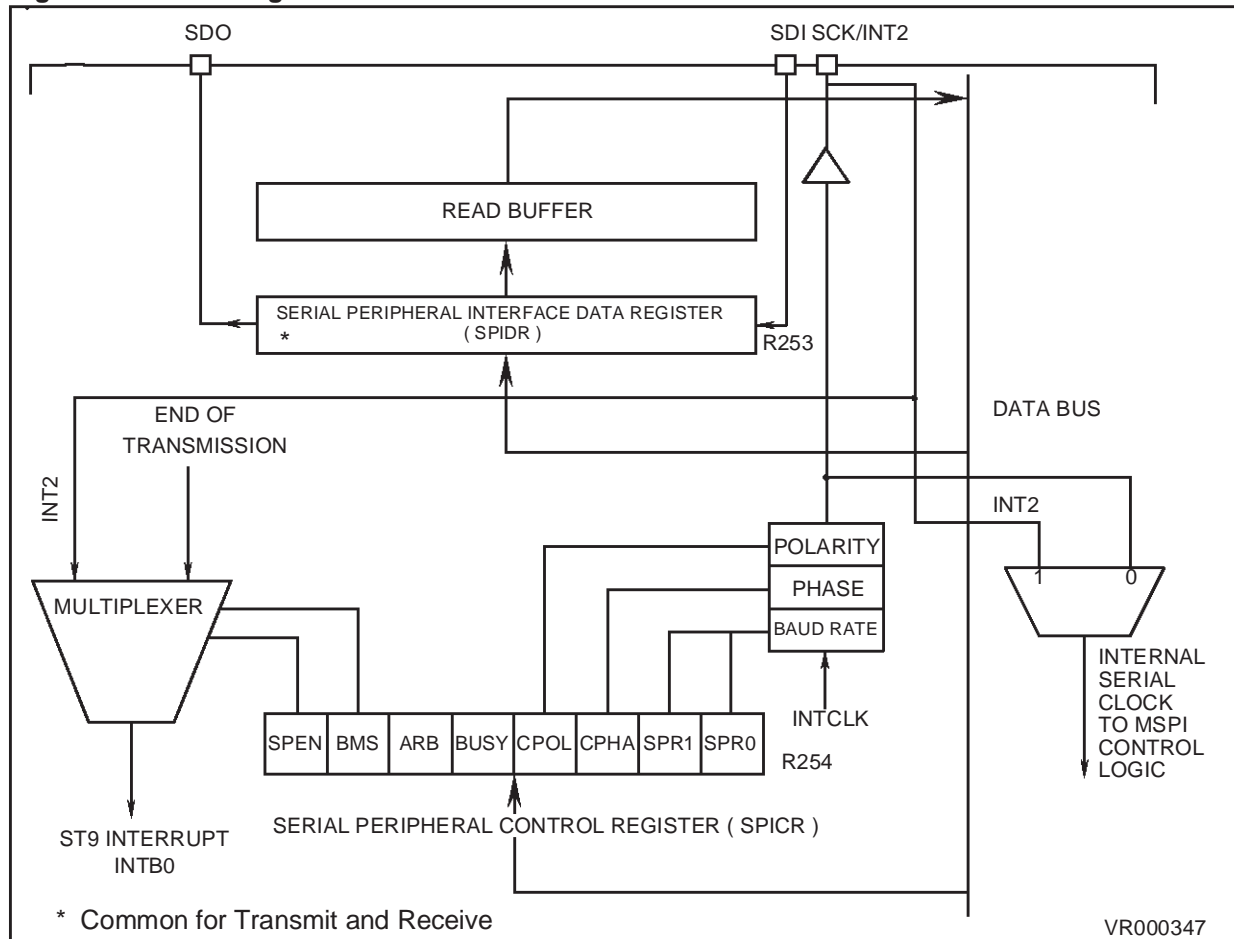 SDO
SDI SCK/INT2
READ BUFFER
SERIAL PERIPHERAL INTERFACE DATA REGISTER
( SPIDR )
*
R253
END OF
TRANSMISSION
DATA BUS
INT2
INT2
POLARITY
PHASE
BAUD RATE
1 0
MULTIPLEXER
INTCLK
INTERNAL
SERIAL
CLOCK
TO MSPI
CONTROL
LOGIC
SPEN BMS ARB BUSY CPOL CPHA SPR1 SPR0
R254
SERIAL PERIPHERAL CONTROL REGISTER ( SPICR )
ST9 INTERRUPT
INTB0
* Common for Transmit and Receive
VR000347